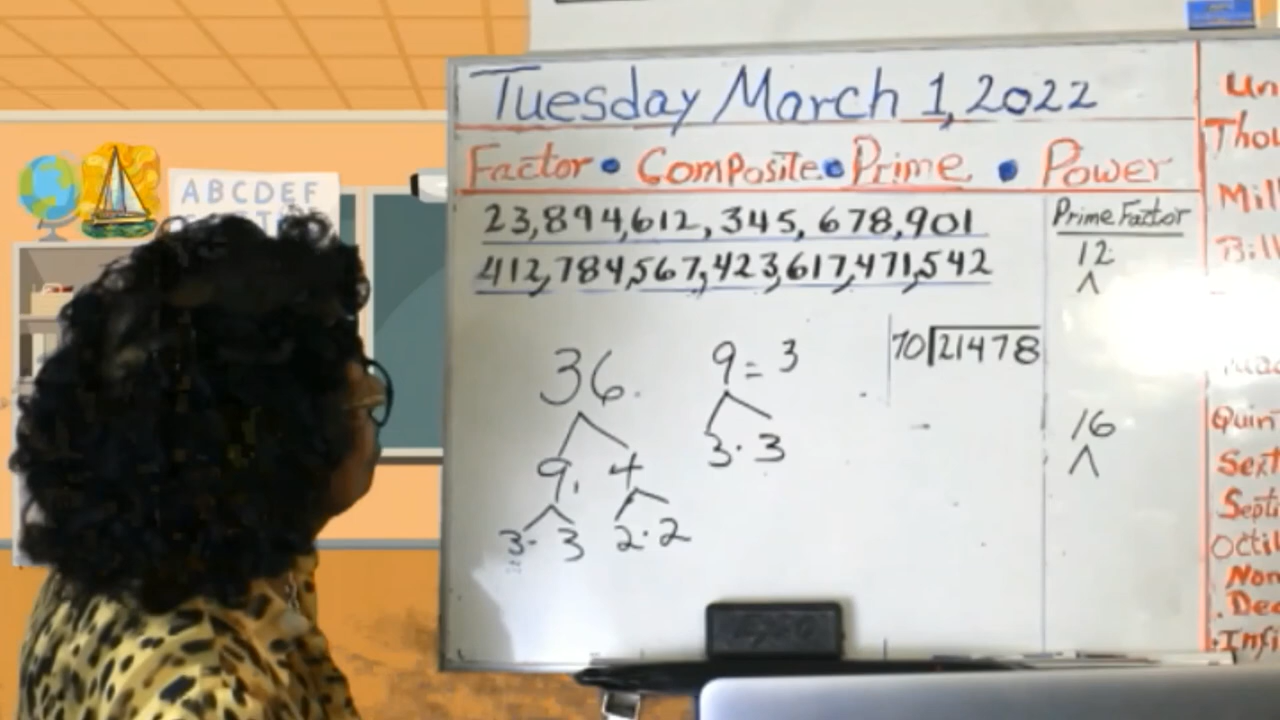 ABCDEF
Tuesday March 1, 2022
Factor • Composite • Prime • Power
23,894,612,345,678,901
412,784,567,423,617,471,542
36
9. 4
3. 3 2.2
9 = 3
3. 3
70 21478
Prime Factor
12
16
Un
Thou
Mill
Bill
Quin
Sext
Septi
Octil
Non
Dec
Infi